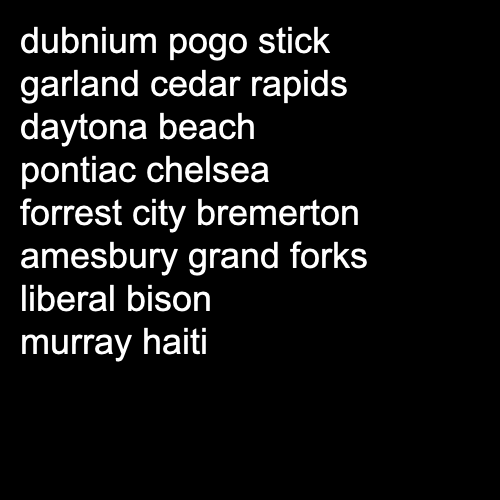 dubnium pogo stick
garland cedar rapids
daytona beach
pontiac chelsea
forrest city bremerton
amesbury grand forks
liberal bison
murray haiti